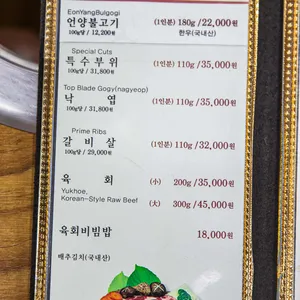 EonYangBulgogi
언양불고기 (1인분) 180g / 22,000원
100g당 / 12,200원 한우(국내산)
Special Cuts
특수부위 (1인분) 110g / 35,000원
100g당 / 31,800원
Top Blade Gogy(nagyeop)
낙엽 (1인분) 110g / 35,000원
100g당 / 31,800원
Prime Ribs
갈비살 (1인분) 110g / 32,000원
100g당 / 29,000원
육회 (小) 200g / 35,000원
Yukhoe,
Korean-Style Raw Beef (大) 300g / 45,000원
육회비빔밥 18,000원
배추김치(국내산)